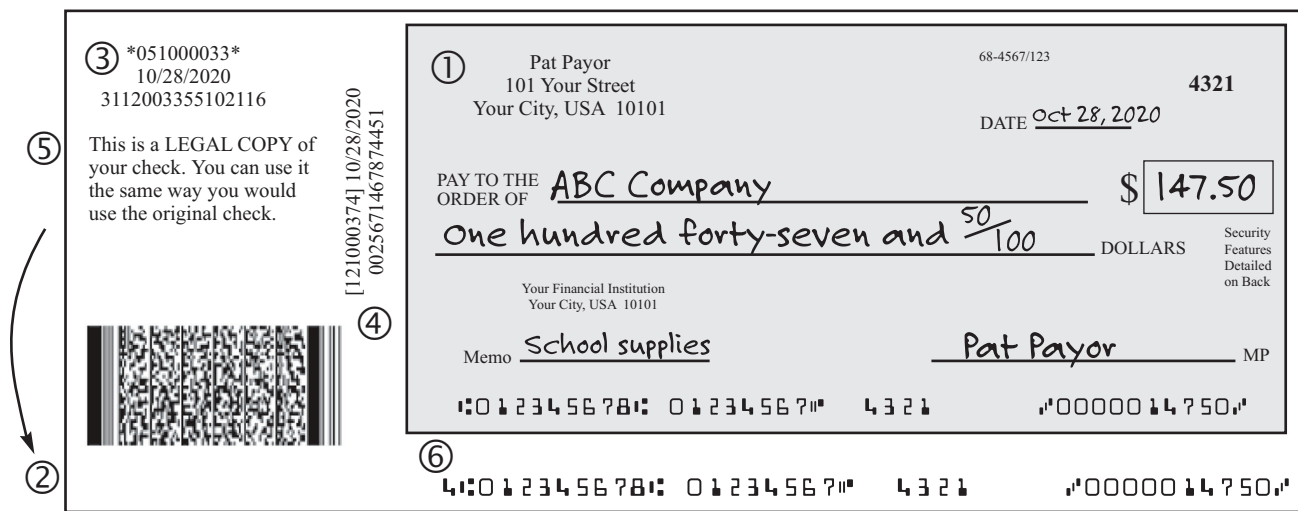 ③ *051000033*
10/28/2020
3112003355102116
⑤ This is a LEGAL COPY of
your check. You can use it
the same way you would
use the original check.
②
[121000374] 10/28/2020
00256714678744​51
④
① Pat Payor
101 Your Street
Your City, USA 10101
68-4567/123
4321
DATE Oct 28, 2020
PAY TO THE
ORDER OF ABC Company $ 147.50
One hundred forty-seven and 50/100 DOLLARS
Security
Features
Detailed
on Back
Your Financial Institution
Your City, USA 10101
Memo School supplies Pat Payor MP
⑆012345678⑆ 01234567⑈ 4321 ⑇0000014750⑇
⑥
4⑆012345678⑆ 01234567⑈ 4321 ⑇0000014750⑇